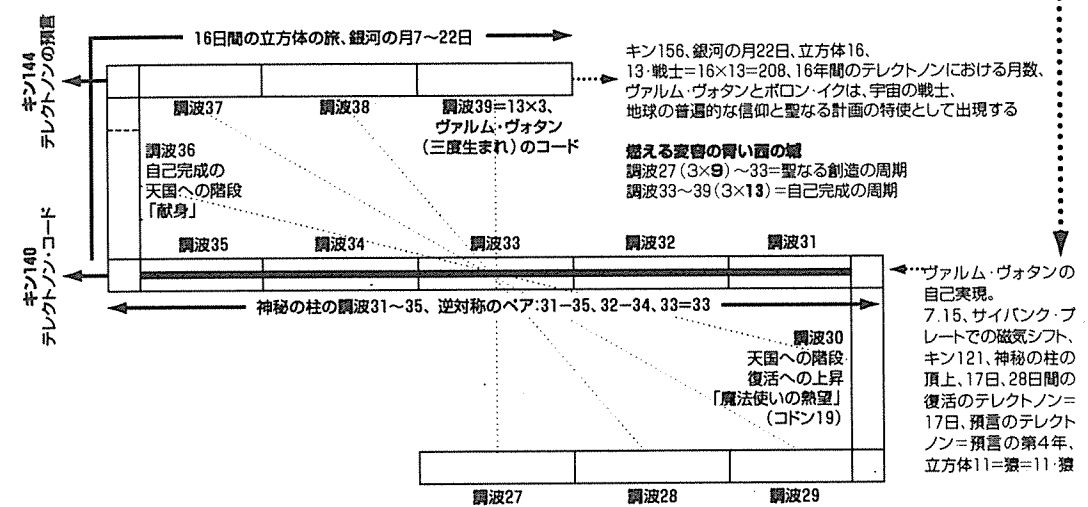 キン144
テレクトノンの預言
16日間の立方体の旅、銀河の月7～22日
キン156、銀河の月22日、立方体16、
13·戦士=16×13=208、16年間のテレクトノンにおける月数、
ヴァルム·ヴォタンとボロン·イクは、宇宙の戦士、
地球の普遍的な信仰と聖なる計画の特使として出現する
調波37
調波38
調波39=13×3、
ヴァルム·ヴォタン
（三度生まれ）のコード
燃える変容の青い西の城
調波27（3×9）～33=聖なる創造の周期
調波33～39（3×13）=自己完成の周期
調波36
自己完成の
天国への階段
「献身」
キン140
テレクトノン·コード
調波35
調波34
調波33
調波32
調波31
神秘の柱の調波31～35、逆対称のペア:31−35、32−34、33=33
ヴァルム·ヴォタンの
自己実現。
7.15、サイバンク·プ
レートでの磁気シフト、
キン121、神秘の柱の
頂上、17日、28日間の
復活のテレクトノン=
17日、預言のテレクト
ノン=預言の第4年、
立方体11=猿=11·猿
調波30
天国への階段
復活への上昇
「魔法使いの熱望」
（コドン19）
調波27
調波28
調波29